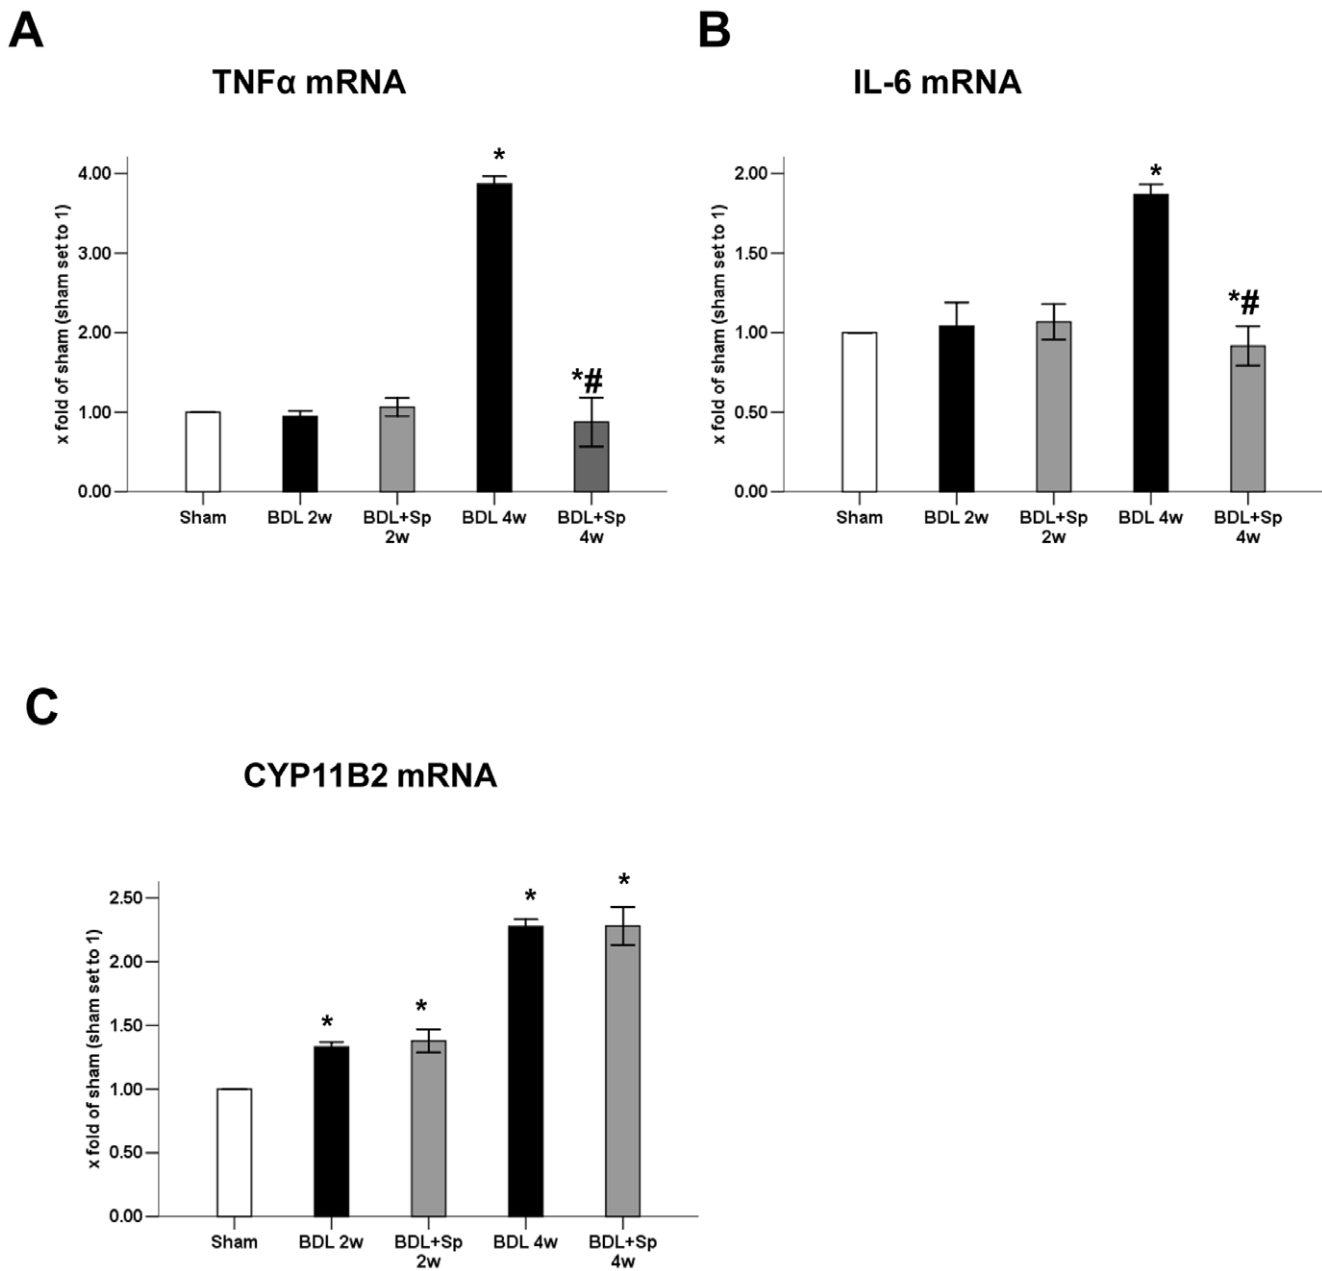 A
TNFα mRNA
x fold of sham (sham set to 1)
4.00
3.00
2.00
1.00
0.00
*
*#
Sham
BDL 2w
BDL+Sp
2w
BDL 4w
BDL+Sp
4w
B
IL-6 mRNA
x fold of sham (sham set to 1)
2.00
1.50
1.00
0.50
0.00
*
*#
Sham
BDL 2w
BDL+Sp
2w
BDL 4w
BDL+Sp
4w
C
CYP11B2 mRNA
x fold of sham (sham set to 1)
2.50
2.00
1.50
1.00
0.50
0.00
*
*
*
*
Sham
BDL 2w
BDL+Sp
2w
BDL 4w
BDL+Sp
4w